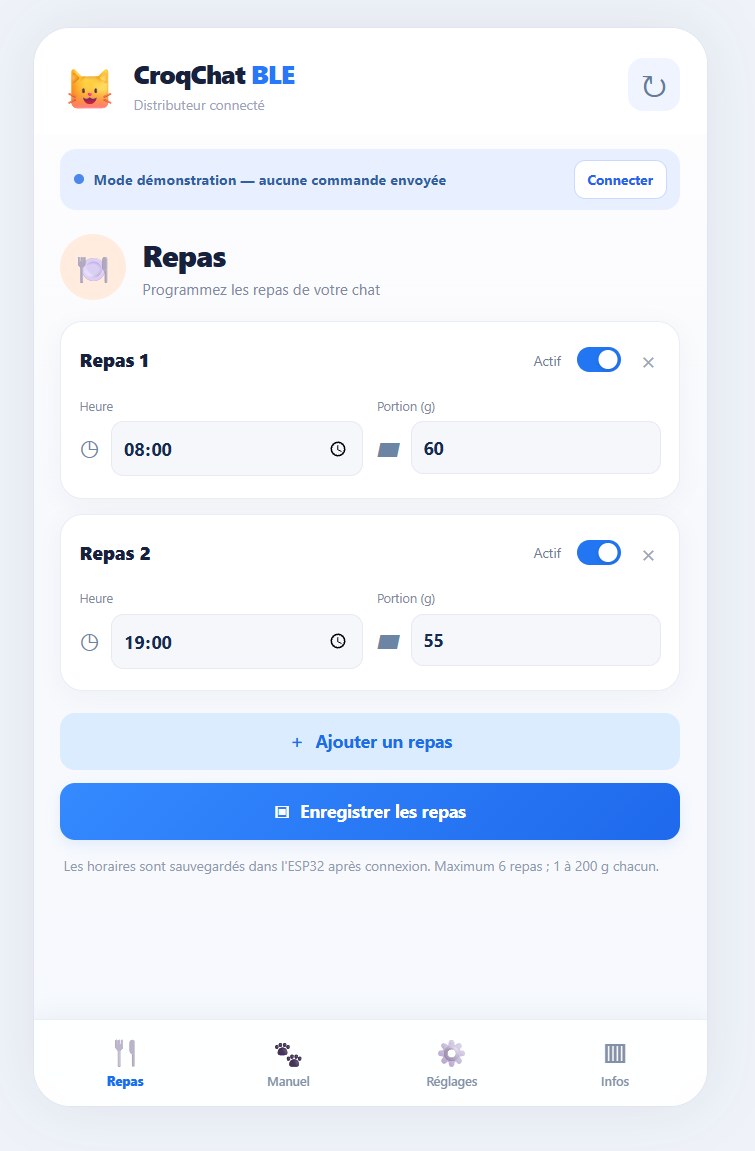 CroqChat BLE
Distributeur connecté
Mode démonstration — aucune commande envoyée
Connecter
Repas
Programmez les repas de votre chat
Repas 1
Actif
×
Heure
Portion (g)
08:00
60
Repas 2
Actif
×
Heure
Portion (g)
19:00
55
+ Ajouter un repas
Enregistrer les repas
Les horaires sont sauvegardés dans l'ESP32 après connexion. Maximum 6 repas ; 1 à 200 g chacun.
Repas
Manuel
Réglages
Infos